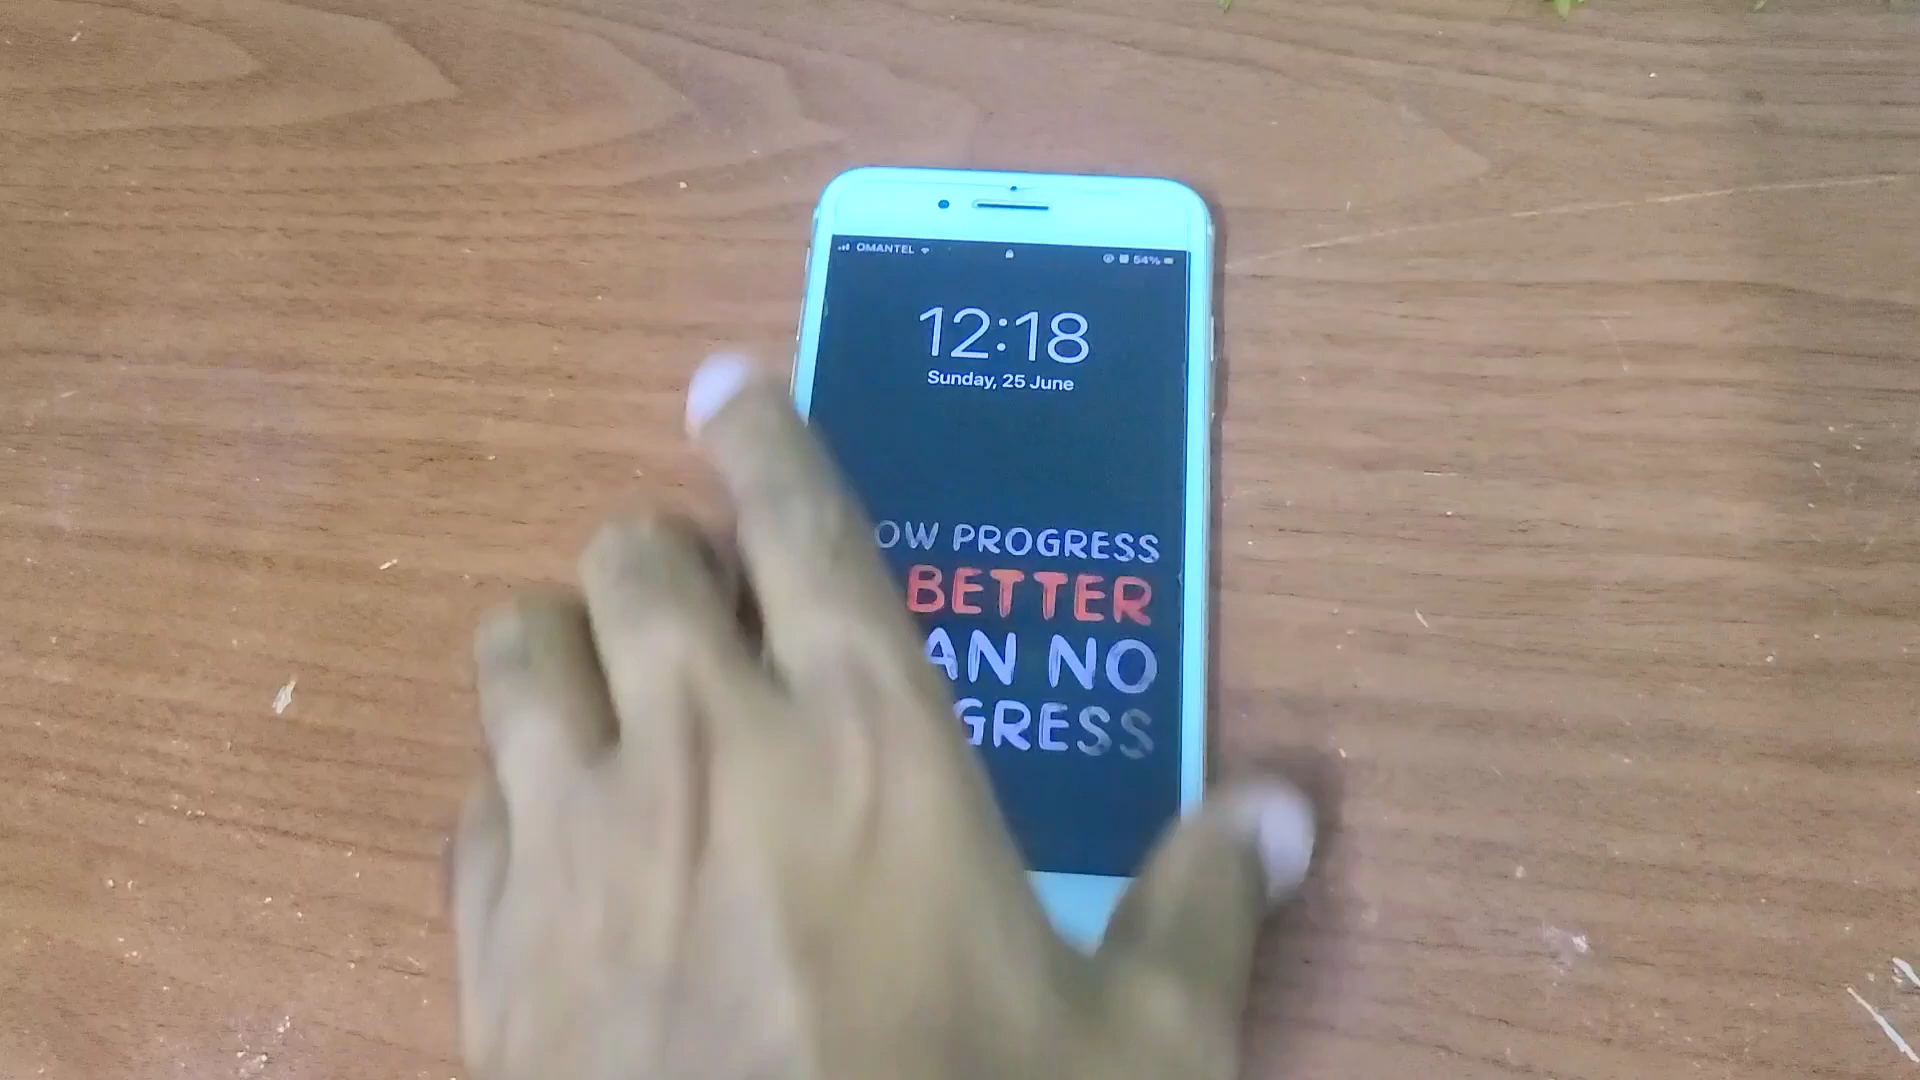 OMANTEL
54%
12:18
Sunday, 25 June
OW PROGRESS
BETTER
AN NO
GRESS